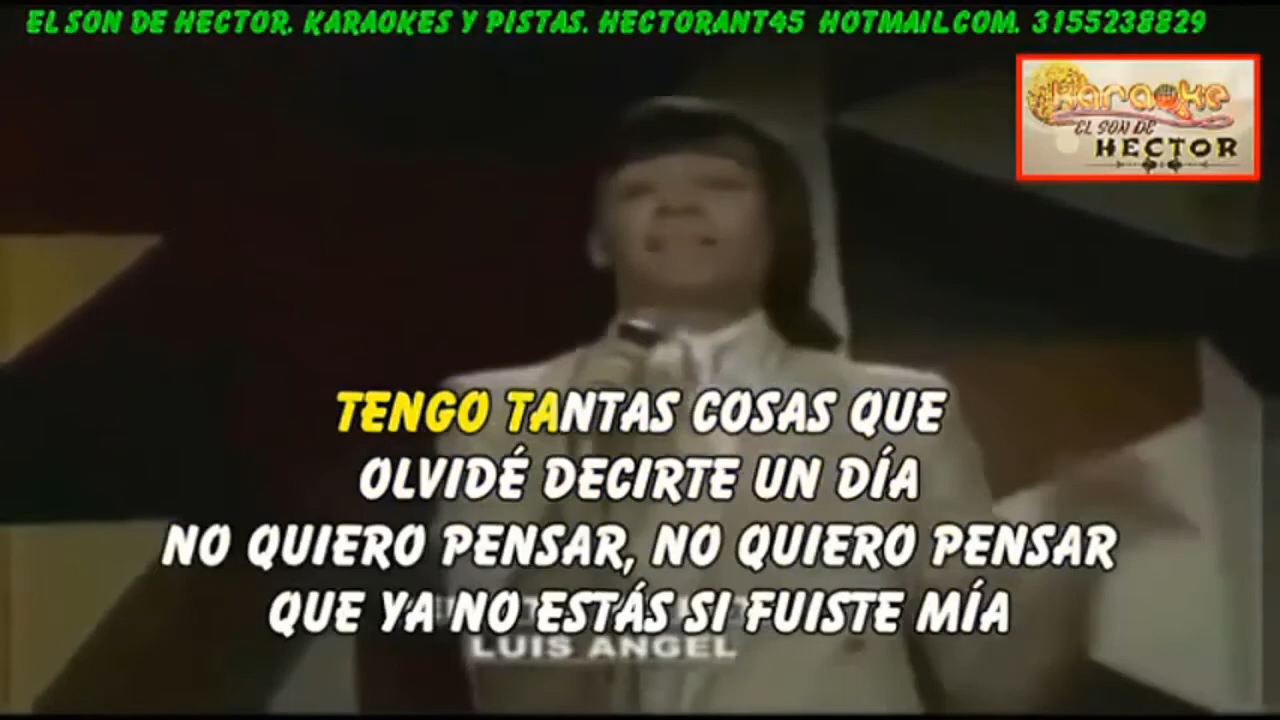 EL SON DE HECTOR. KARAOKES Y PISTAS. HECTORANT45 HOTMAIL.COM. 3155238829
Karaoke
EL SON DE
HECTOR
TENGO TANTAS COSAS QUE
OLVIDÉ DECIRTE UN DÍA
NO QUIERO PENSAR, NO QUIERO PENSAR
QUE YA NO ESTÁS SI FUISTE MÍA
LUIS ANGEL